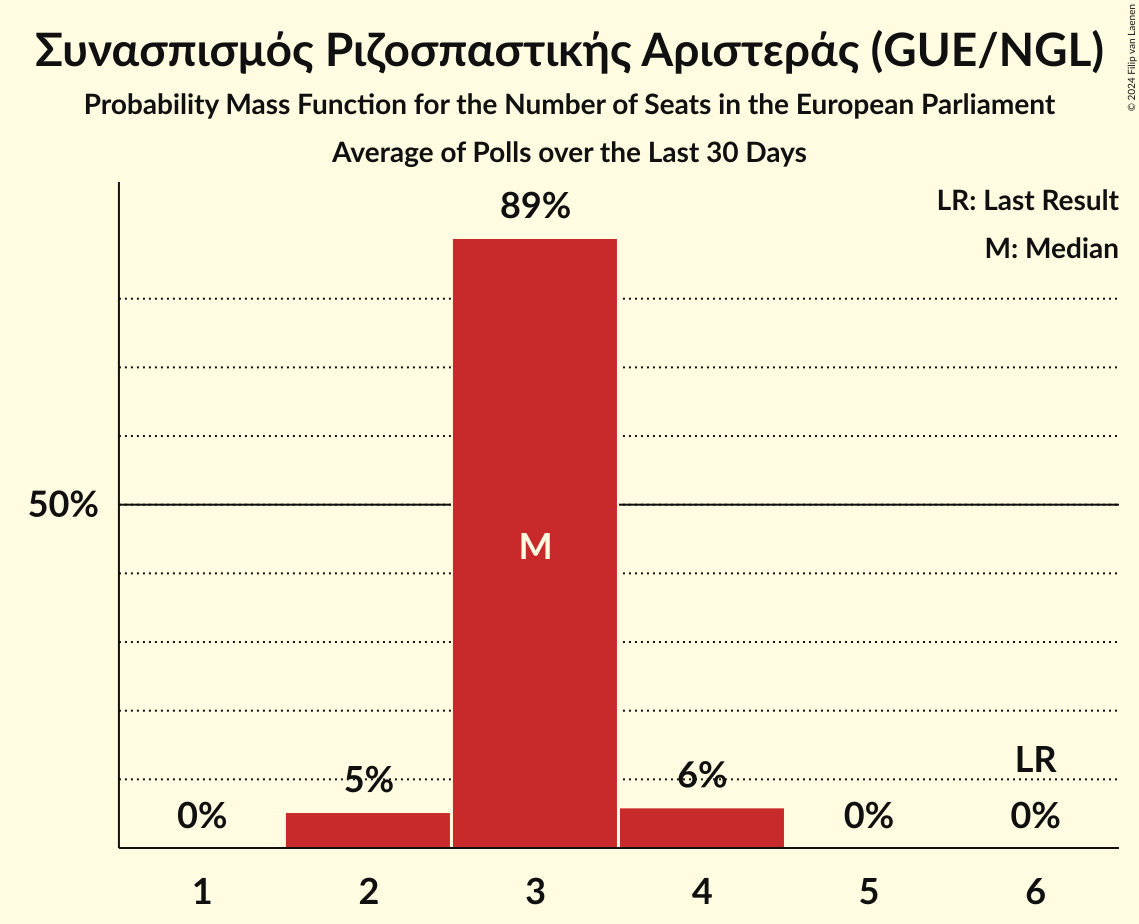 Συνασπισμός Ριζοσπαστικής Αριστεράς (GUE/NGL)
Probability Mass Function for the Number of Seats in the European Parliament
Average of Polls over the Last 30 Days
© 2024 Filip van Laenen
LR: Last Result
M: Median
89%
50%
M
5%
6%
LR
0%
0%
0%
1 2 3 4 5 6